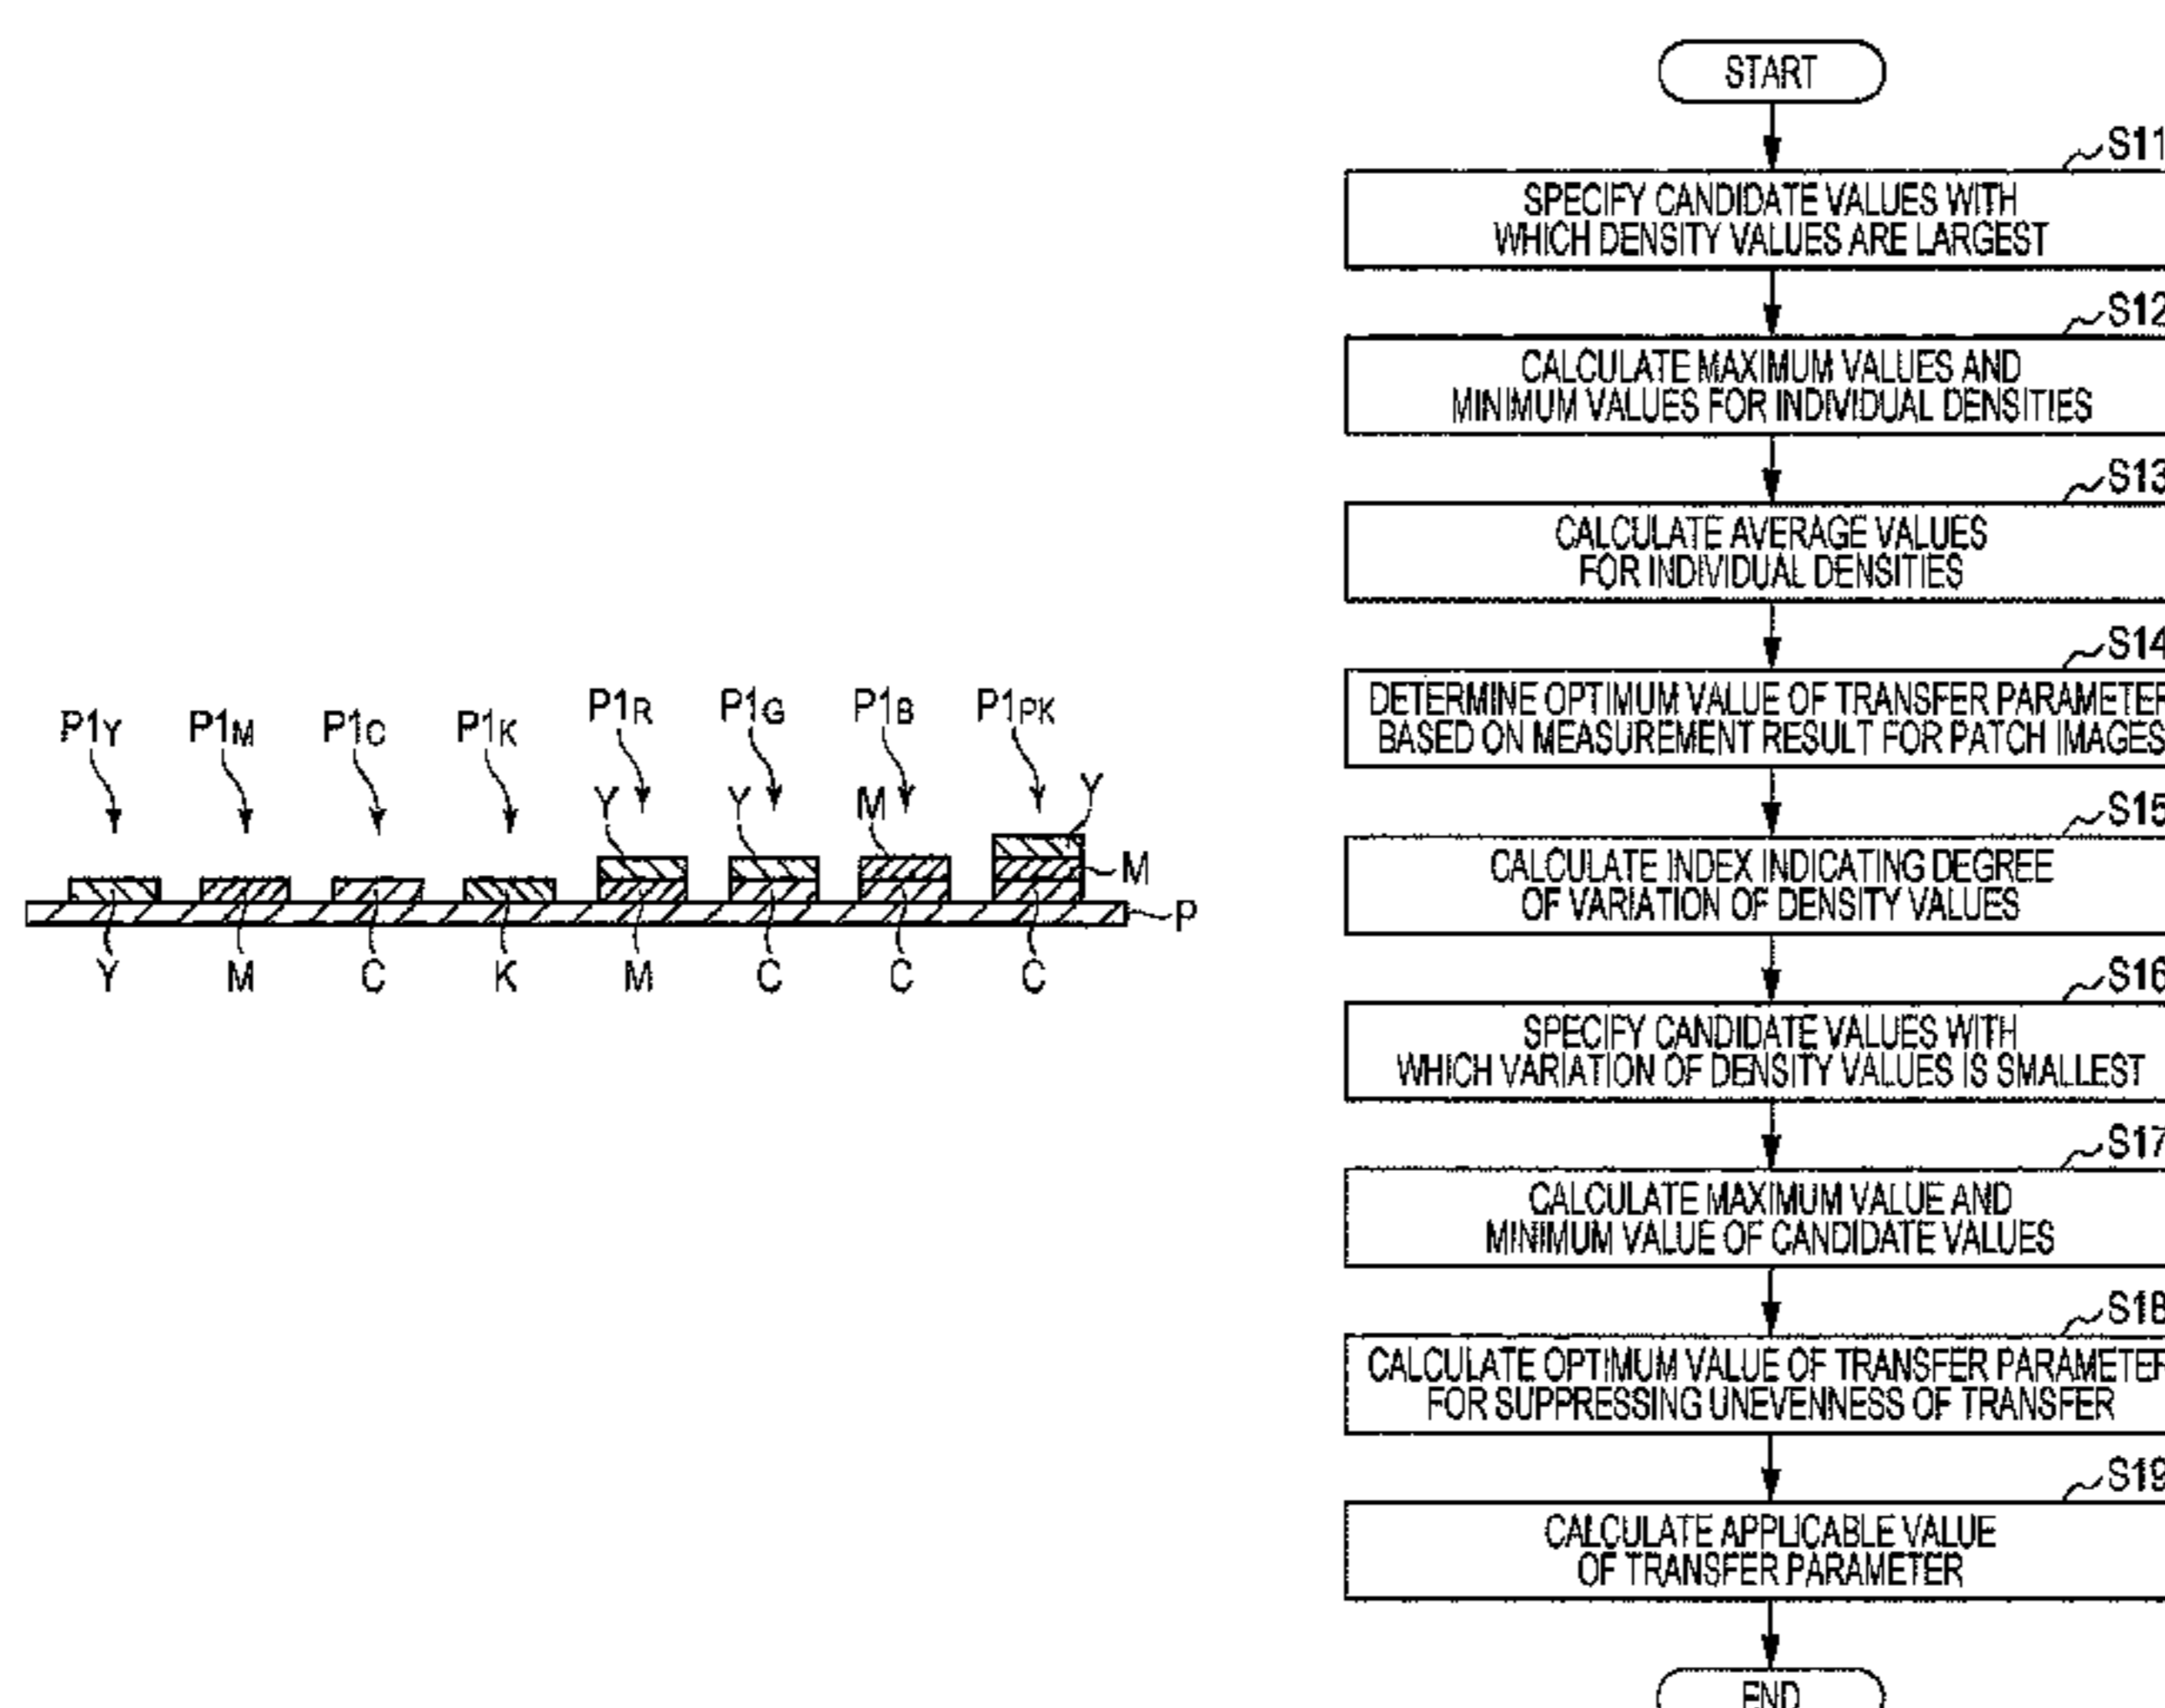 P1Y P1M P1C P1K P1R P1G P1B P1PK
Y Y M Y
M
P
Y M C K M C C C
START
S11
SPECIFY CANDIDATE VALUES WITH
WHICH DENSITY VALUES ARE LARGEST
S12
CALCULATE MAXIMUM VALUES AND
MINIMUM VALUES FOR INDIVIDUAL DENSITIES
S13
CALCULATE AVERAGE VALUES
FOR INDIVIDUAL DENSITIES
S14
DETERMINE OPTIMUM VALUE OF TRANSFER PARAMETER
BASED ON MEASUREMENT RESULT FOR PATCH IMAGES
S15
CALCULATE INDEX INDICATING DEGREE
OF VARIATION OF DENSITY VALUES
S16
SPECIFY CANDIDATE VALUES WITH
WHICH VARIATION OF DENSITY VALUES IS SMALLEST
S17
CALCULATE MAXIMUM VALUE AND
MINIMUM VALUE OF CANDIDATE VALUES
S18
CALCULATE OPTIMUM VALUE OF TRANSFER PARAMETER
FOR SUPPRESSING UNEVENNESS OF TRANSFER
S19
CALCULATE APPLICABLE VALUE
OF TRANSFER PARAMETER
END